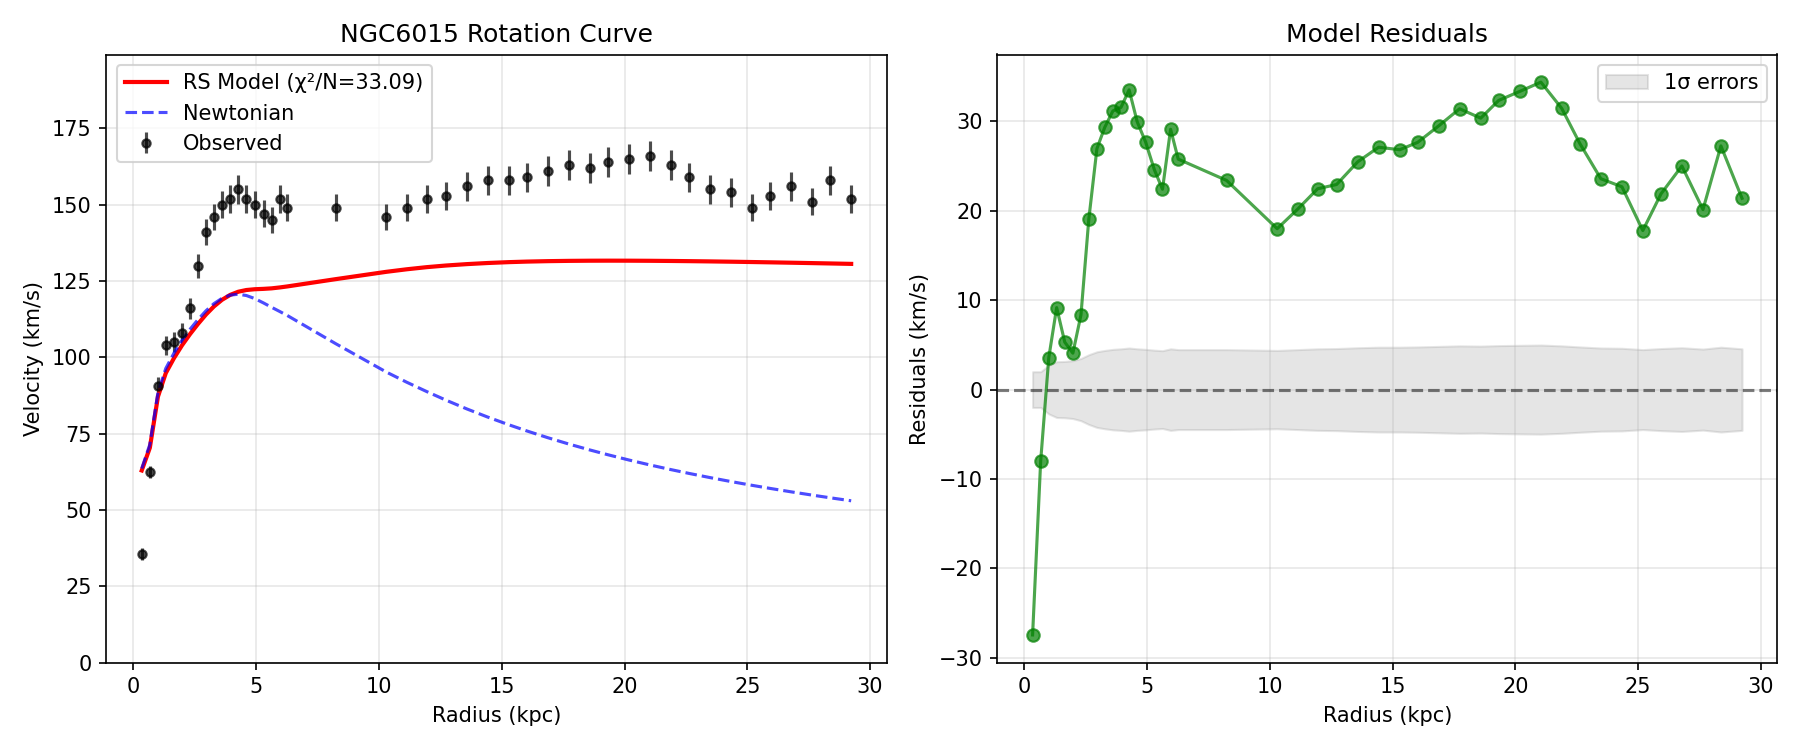 NGC6015 Rotation Curve
RS Model (χ²/N=33.09)
Newtonian
Observed
175
150
125
100
75
50
25
0
0
5
10
15
20
25
30
Velocity (km/s)
Radius (kpc)
Model Residuals
1σ errors
30
20
10
0
−10
−20
−30
0
5
10
15
20
25
30
Residuals (km/s)
Radius (kpc)